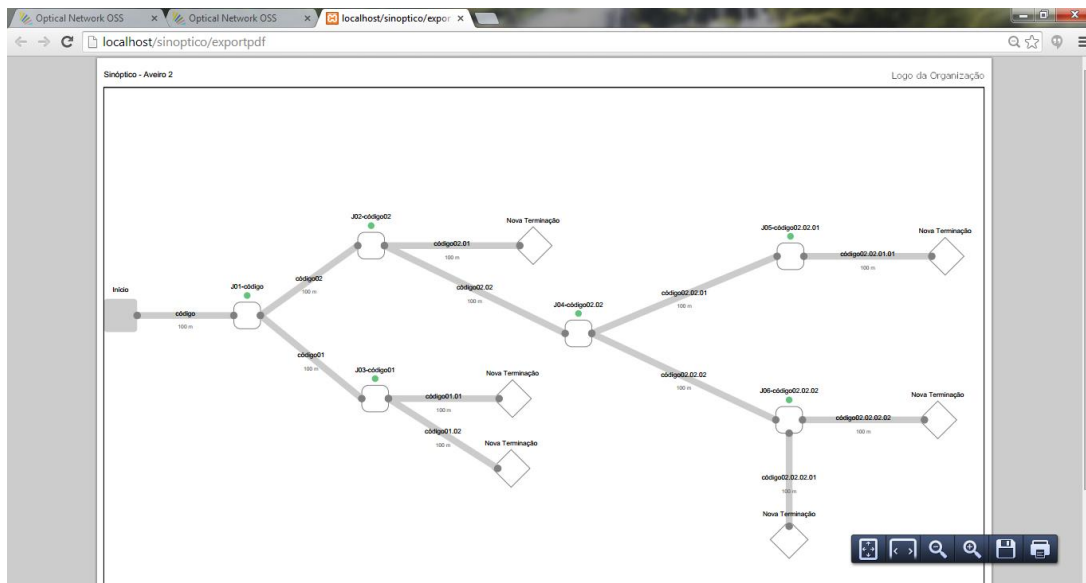 Optical Network OSS
Optical Network OSS
localhost/sinoptico/expor
localhost/sinoptico/exportpdf
Sinóptico - Aveiro 2
Logo da Organização
J02-código02
Nova Terminação
J05-código02.02.01
Nova Terminação
código02.01
100 m
código02.02.01.01
100 m
Início
J01-código
código02
100 m
código02.02
100 m
código02.02.01
100 m
J04-código02.02
código
100 m
código01
100 m
J03-código01
Nova Terminação
código02.02.02
100 m
J06-código02.02.02
Nova Terminação
código01.01
100 m
código02.02.02.02
100 m
código01.02
100 m
Nova Terminação
código02.02.02.01
100 m
Nova Terminação